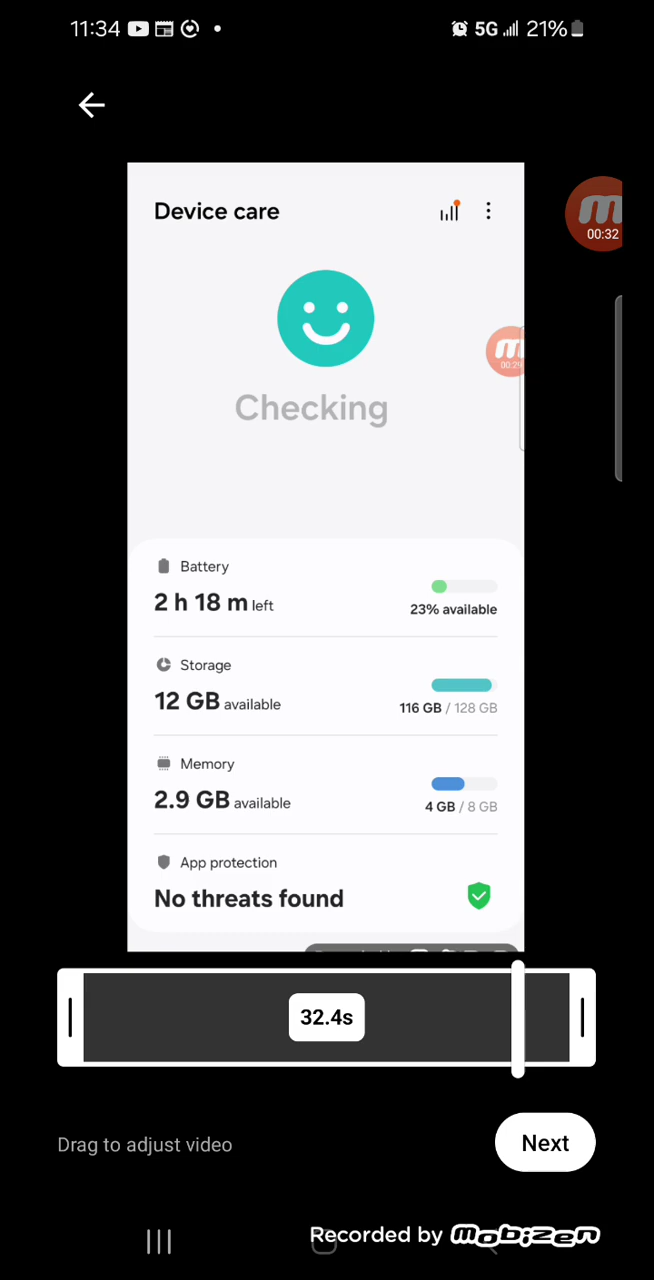 11:34 5G 21%
Device care
00:32
00:29
Checking
Battery
2 h 18 m left
23% available
Storage
12 GB available
116 GB / 128 GB
Memory
2.9 GB available
4 GB / 8 GB
App protection
No threats found
32.4s
Drag to adjust video
Next
Recorded by mobizen